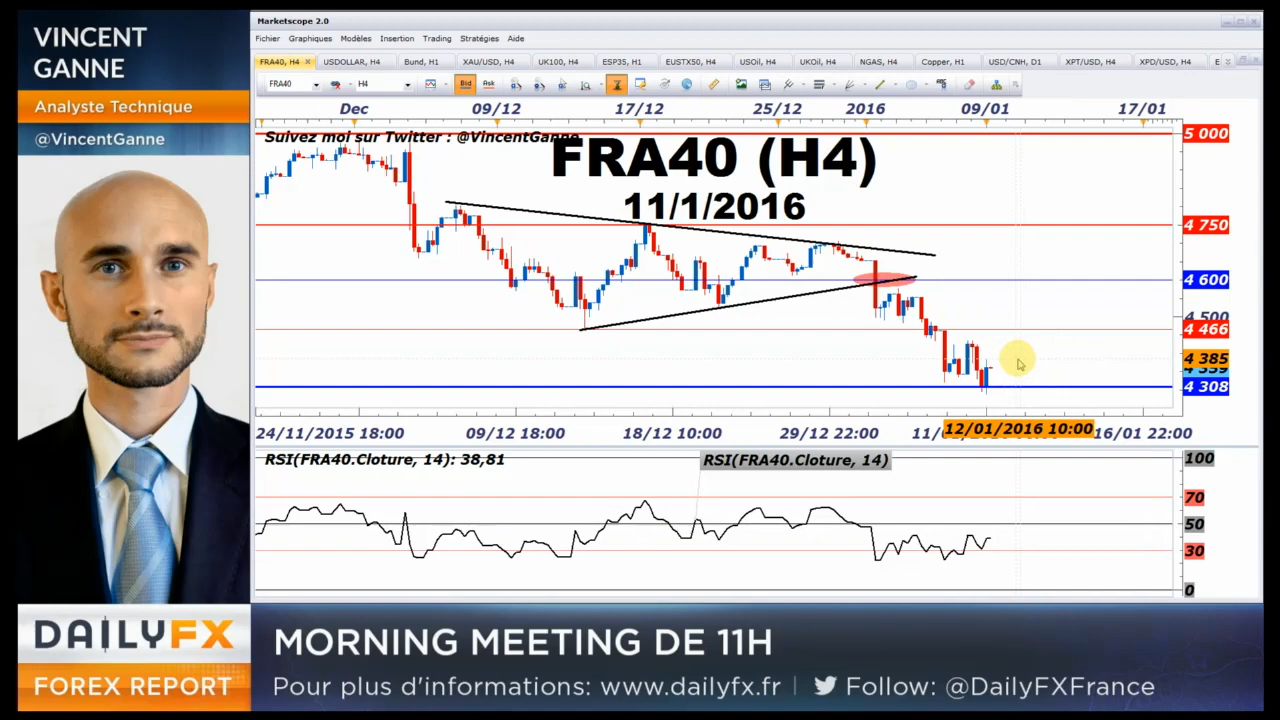 VINCENT
GANNE
Analyste Technique
@VincentGanne
Marketscope 2.0
Fichier Graphiques Modèles Insertion Trading Stratégies Aide
FRA40, H4 USDOLLAR, H4 Bund, H1 XAU/USD, H4 UK100, H4 ESP35, H1 EUSTX50, H4 USOil, H4 UKOil, H4 NGAS, H4 Copper, H1 USD/CNH, D1 XPT/USD, H4 XPD/USD, H4 E
FRA40 H4 Bid Ask
Dec 09/12 17/12 25/12 2016 09/01 17/01
Suivez moi sur Twitter : @VincentGanne
FRA40 (H4)
11/1/2016
5 000
4 750
4 600
4 500
4 466
4 385
4 308
24/11/2015 18:00 09/12 18:00 18/12 10:00 29/12 22:00 12/01/2016 10:00 16/01 22:00
RSI(FRA40.Cloture, 14): 38,81
RSI(FRA40.Cloture, 14)
100
70
50
30
0
DAILYFX
FOREX REPORT
MORNING MEETING DE 11H
Pour plus d'informations: www.dailyfx.fr | Follow: @DailyFXFrance